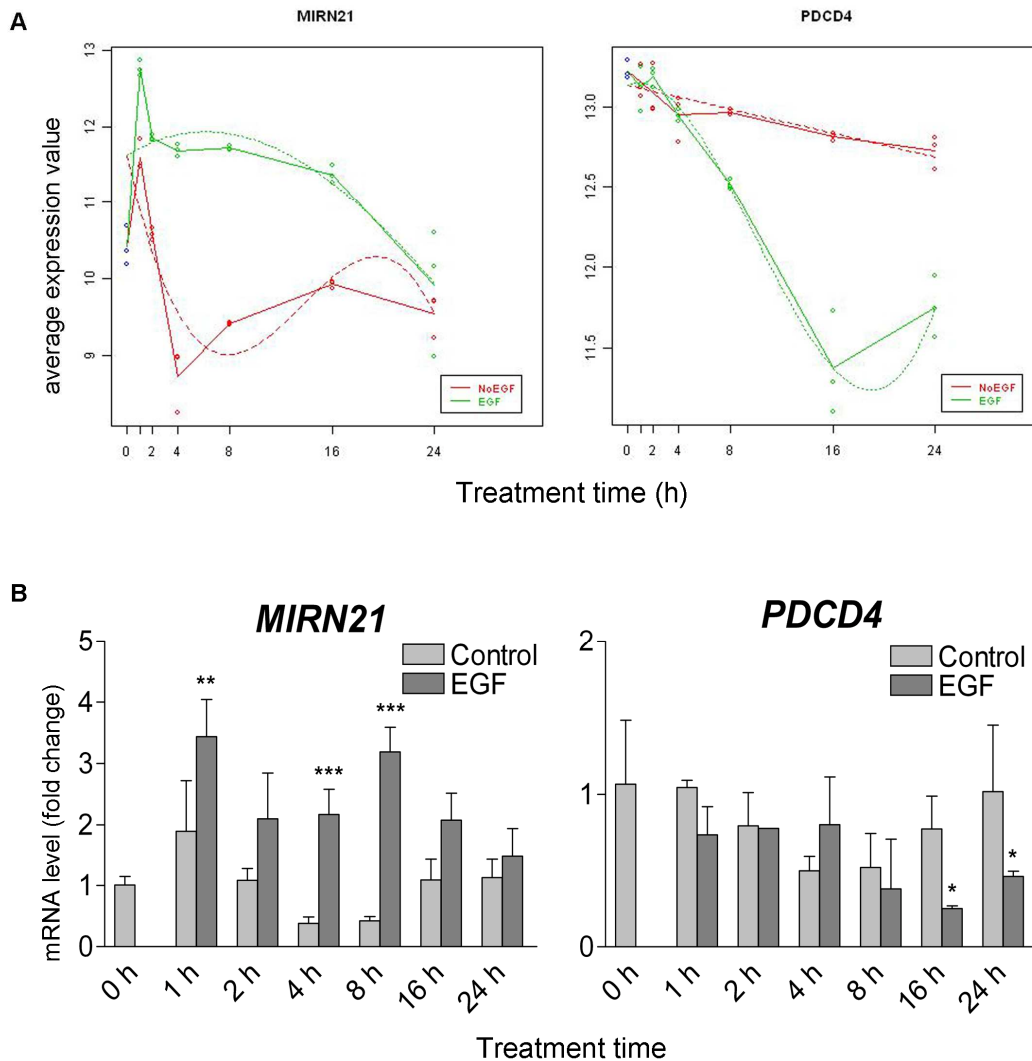 A
MIRN21
PDCD4
average expression value
13
12
11
10
9
0 2 4 8 16 24
NoEGF
EGF
13.0
12.5
12.0
11.5
0 2 4 8 16 24
NoEGF
EGF
Treatment time (h)
B
MIRN21
PDCD4
mRNA level (fold change)
5
4
3
2
1
0
Control
EGF
** *** ***
0 h 1 h 2 h 4 h 8 h 16 h 24 h
2
1
0
Control
EGF
* *
0 h 1 h 2 h 4 h 8 h 16 h 24 h
Treatment time